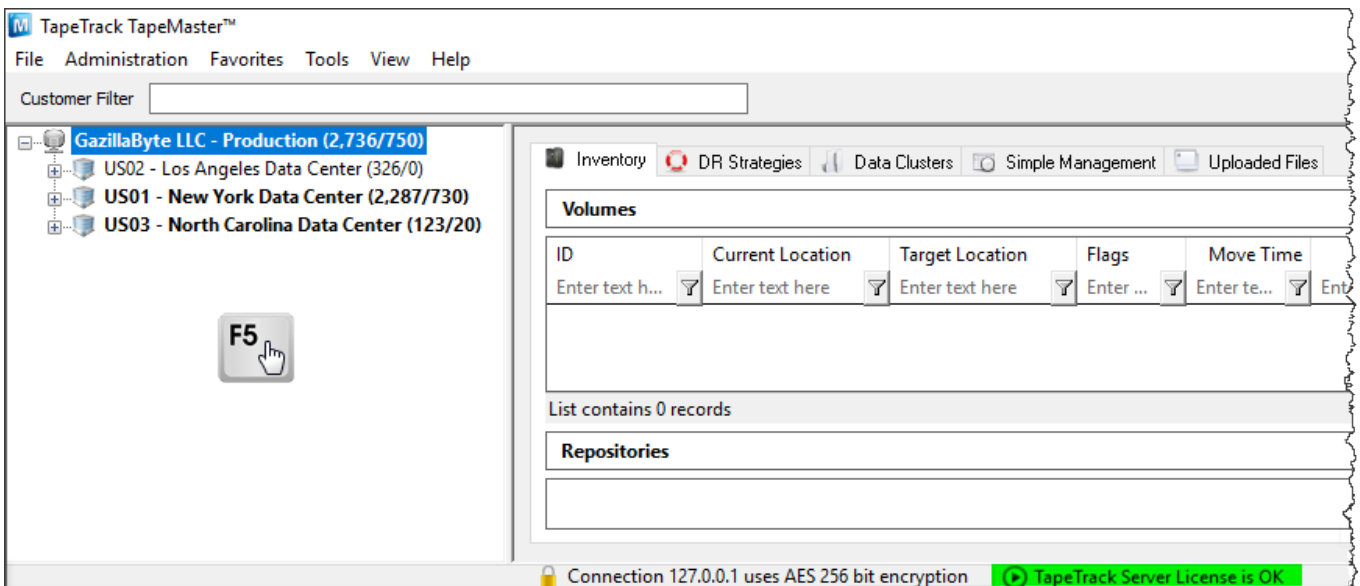 TapeTrack TapeMaster™
File Administration Favorites Tools View Help
Customer Filter
GazillaByte LLC - Production (2,736/750)
US02 - Los Angeles Data Center (326/0)
US01 - New York Data Center (2,287/730)
US03 - North Carolina Data Center (123/20)
F5
Inventory DR Strategies Data Clusters Simple Management Uploaded Files
Volumes
ID Current Location Target Location Flags Move Time
Enter text h... Enter text here Enter text here Enter ... Enter te... Ent
List contains 0 records
Repositories
Connection 127.0.0.1 uses AES 256 bit encryption TapeTrack Server License is OK